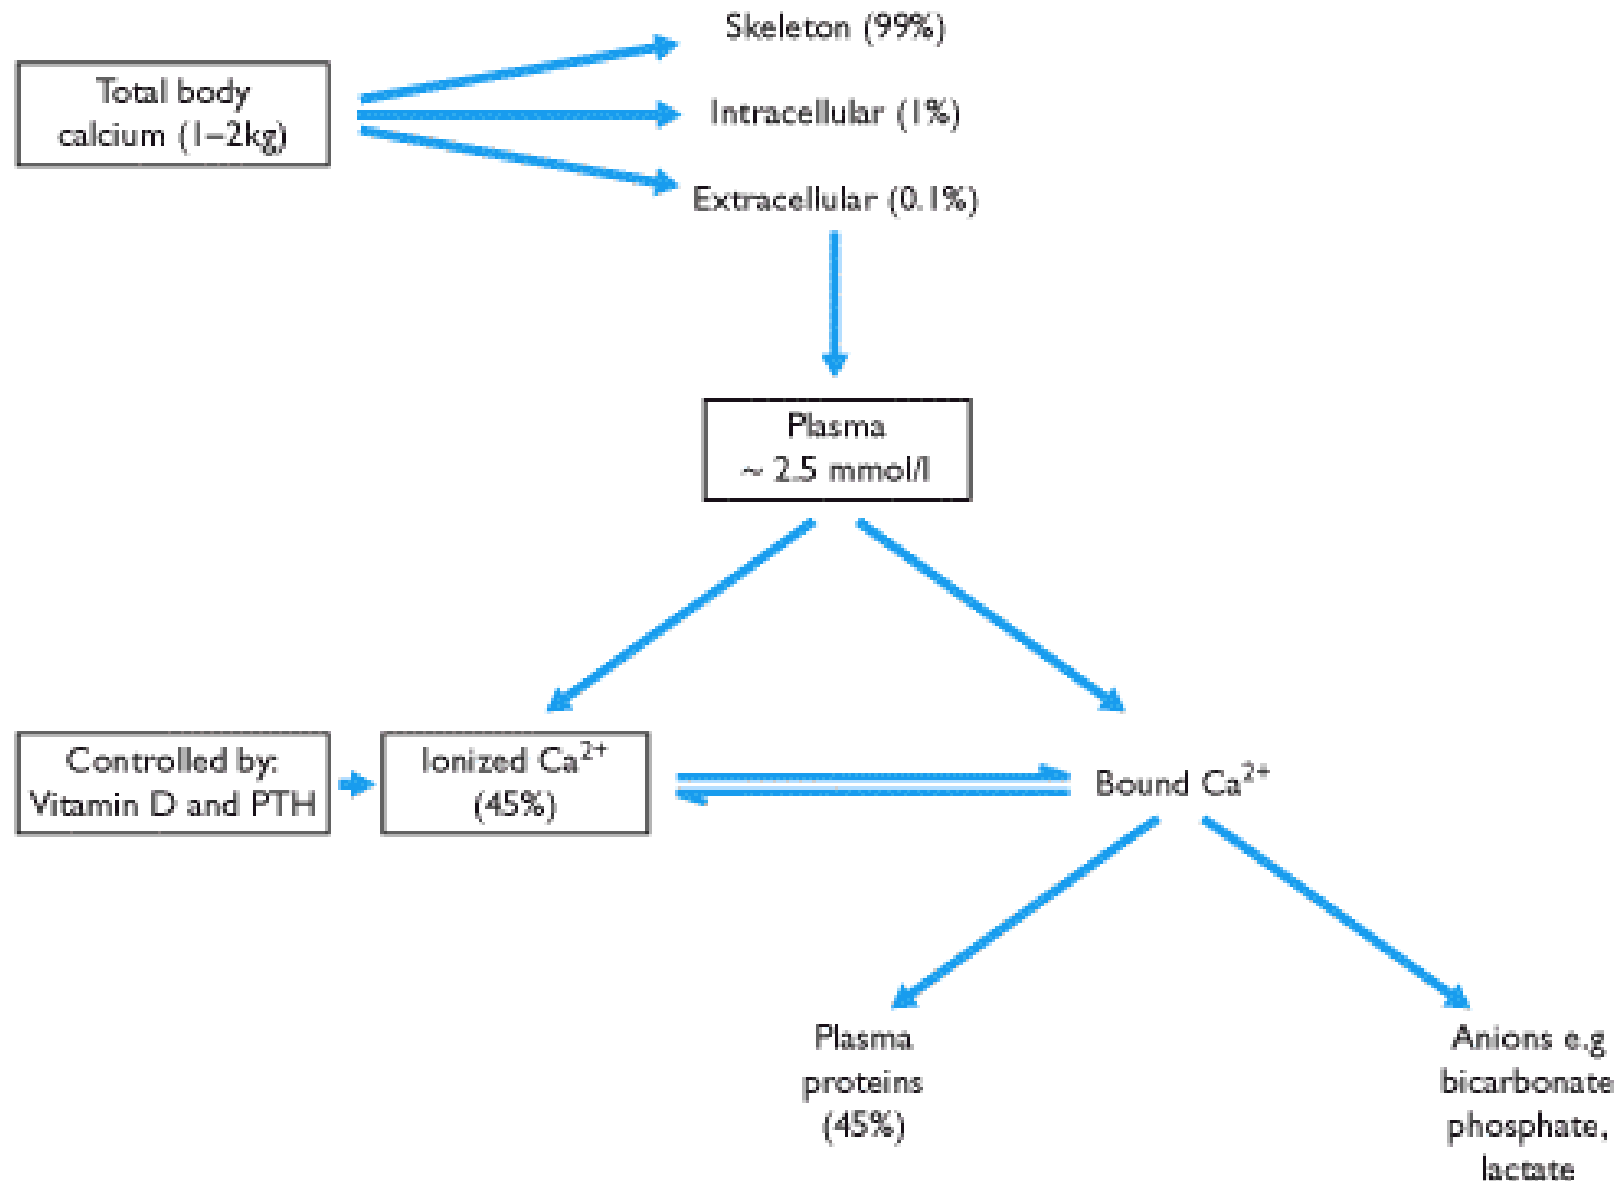 Skeleton (99%)
Total body
calcium (1–2kg)
Intracellular (1%)
Extracellular (0.1%)
Plasma
~ 2.5 mmol/l
Controlled by:
Vitamin D and PTH
Ionized Ca²⁺
(45%)
Bound Ca²⁺
Plasma
proteins
(45%)
Anions e.g
bicarbonate
phosphate,
lactate